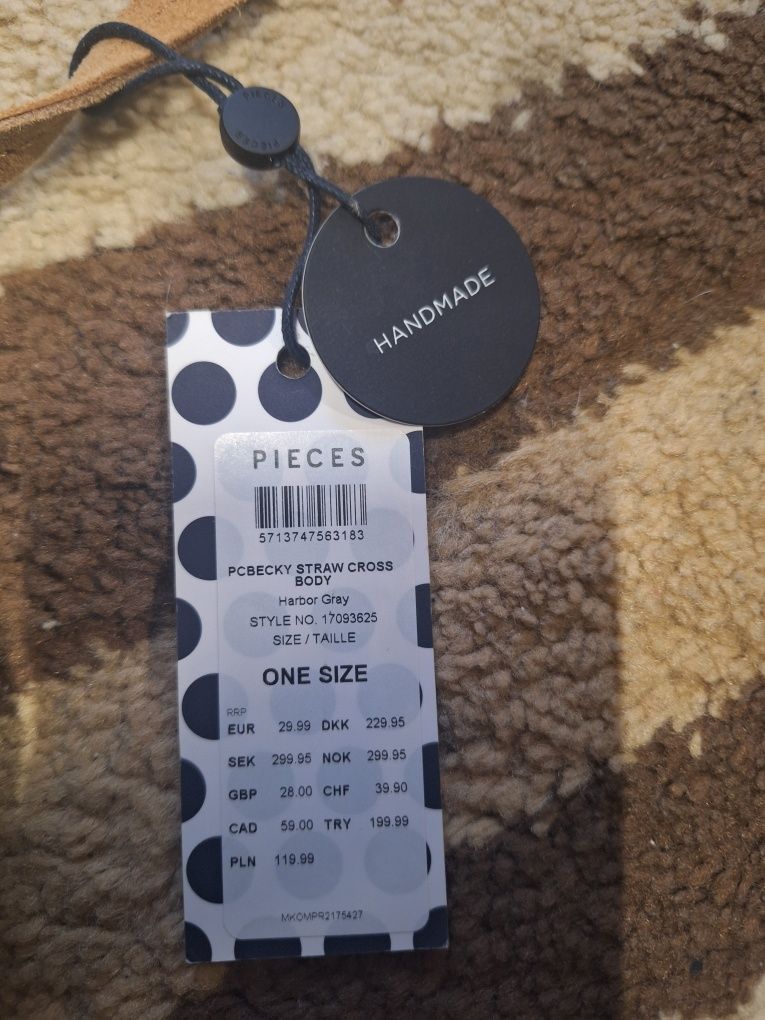 PIECES
PIECES
HANDMADE
PIECES
5713747563183
PCBECKY STRAW CROSS
BODY
Harbor Gray
STYLE NO. 17093625
SIZE / TAILLE
ONE SIZE
RRP
EUR 29.99 DKK 229.95
SEK 299.95 NOK 299.95
GBP 28.00 CHF 39.90
CAD 59.00 TRY 199.99
PLN 119.99
MKOMPR2175427